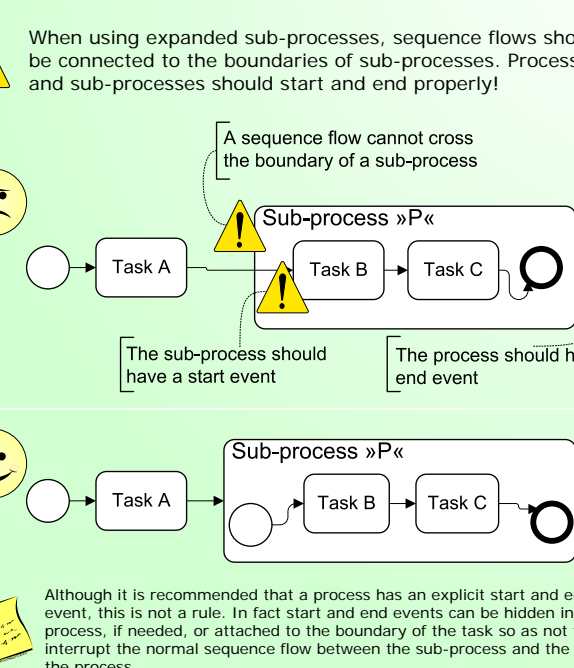 When using expanded sub-processes, sequence flows
be connected to the boundaries of sub-processes.
and sub-processes should start and end properly!
A sequence flow cannot cross
the boundary of a sub-process
Sub-process »P«
Task A
Task B
Task C
The sub-process should
have a start event
The process should
end event
Sub-process »P«
Task A
Task B
Task C
Although it is recommended that a process has an explicit start and
event, this is not a rule. In fact start and end events can be hidden in
process, if needed, or attached to the boundary of the task so as not
interrupt the normal sequence flow between the sub-process and the
the process